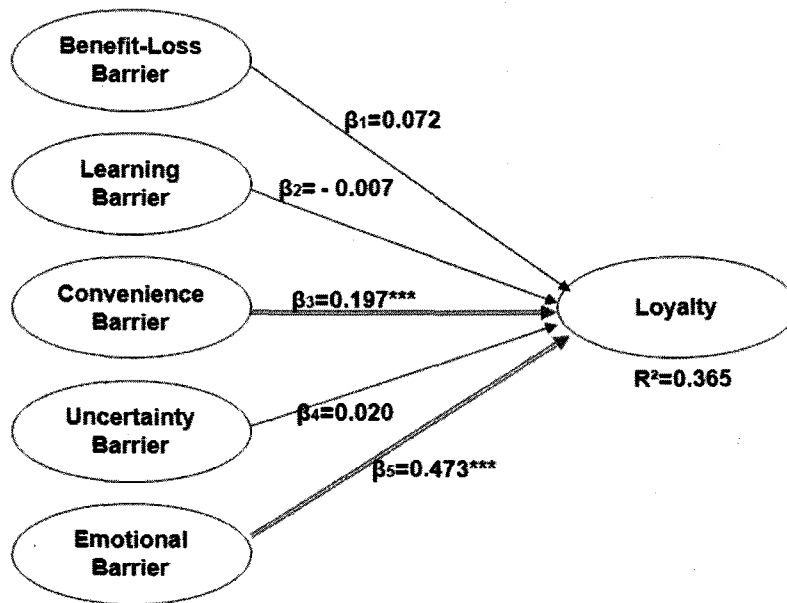 Benefit-Loss
Barrier
β₁=0.072
Learning
Barrier
β₂= - 0.007
Convenience
Barrier
β₃=0.197***
Loyalty
R²=0.365
Uncertainty
Barrier
β₄=0.020
β₅=0.473***
Emotional
Barrier